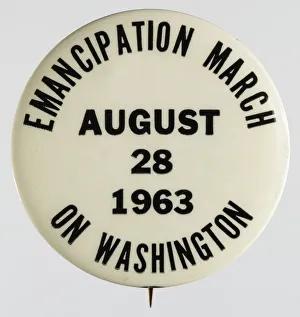 EMANCIPATION MARCH
AUGUST
28
1963
ON WASHINGTON